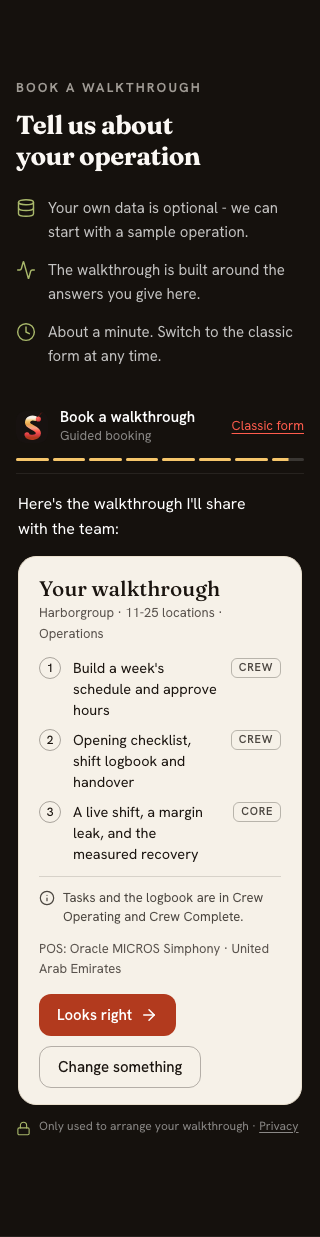 BOOK A WALKTHROUGH
Tell us about
your operation
Your own data is optional - we can
start with a sample operation.
The walkthrough is built around the
answers you give here.
About a minute. Switch to the classic
form at any time.
Book a walkthrough
Guided booking
Classic form
Here's the walkthrough I'll share
with the team:
Your walkthrough
Harborgroup · 11-25 locations ·
Operations
1 Build a week's CREW
schedule and approve
hours
2 Opening checklist, CREW
shift logbook and
handover
3 A live shift, a margin CORE
leak, and the
measured recovery
Tasks and the logbook are in Crew
Operating and Crew Complete.
POS: Oracle MICROS Simphony · United
Arab Emirates
Looks right →
Change something
Only used to arrange your walkthrough · Privacy